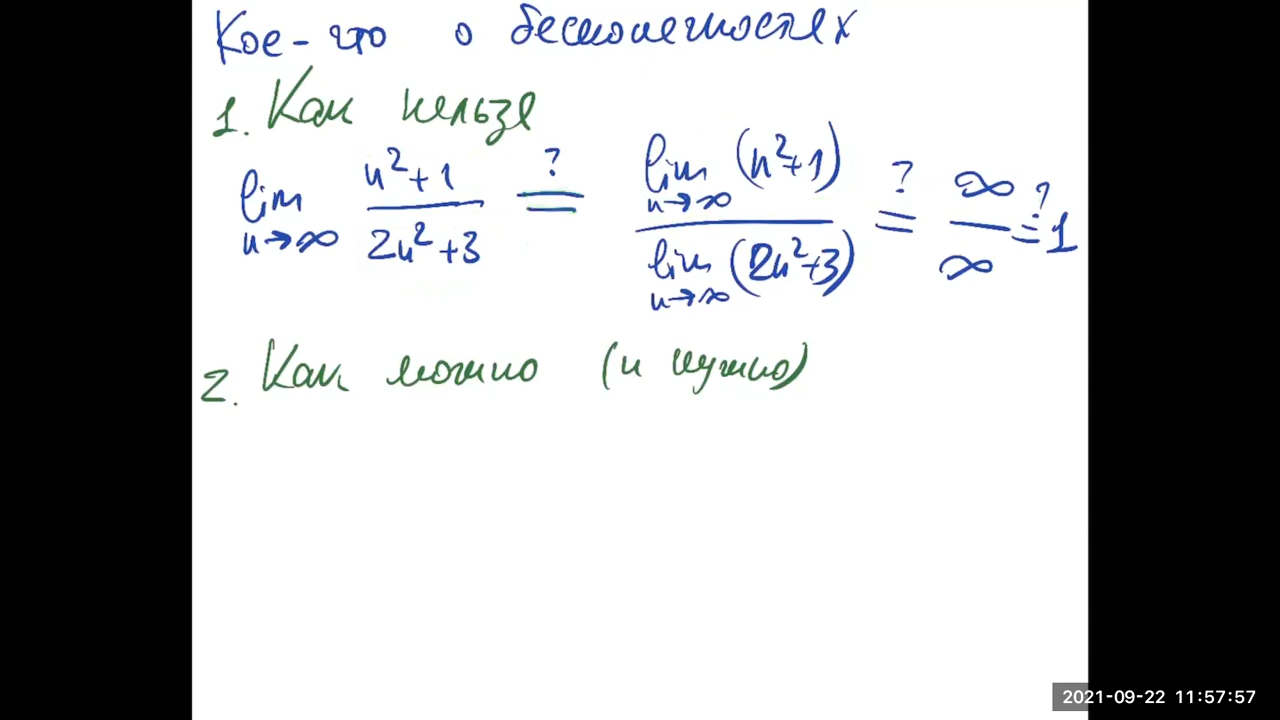 Кое-что о бесконечностях
1. Как нельзя
lim n→∞ (n²+1)/(2n²+3) ?= lim n→∞ (n²+1) / lim n→∞ (2n²+3) ?= ∞/∞ ?= 1
2. Как можно (и нужно)
2021-09-22 11:57:57